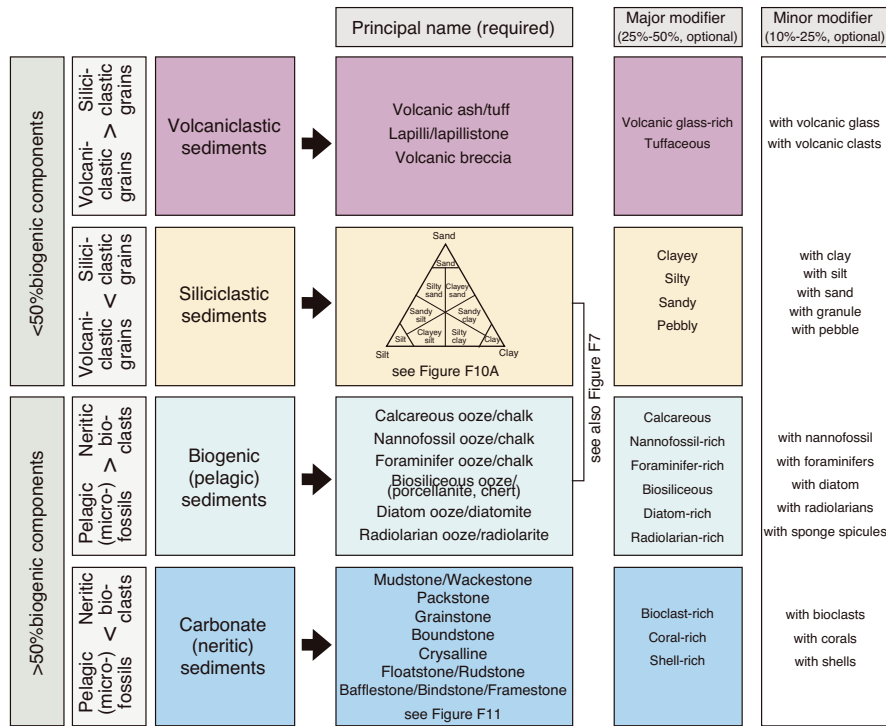 Principal name (required)
Major modifier
(25%-50%, optional)
Minor modifier
(10%-25%, optional)
<50%biogenic components
Volcani-
clastic
grains
>
Silici-
clastic
grains
Volcaniclastic
sediments
Volcanic ash/tuff
Lapilli/lapillistone
Volcanic breccia
Volcanic glass-rich
Tuffaceous
with volcanic glass
with volcanic clasts
Volcani-
clastic
grains
<
Silici-
clastic
grains
Siliciclastic
sediments
Sand
Sand
Silty
sand
Clayey
sand
Sandy
silt
Sandy
clay
Silt
Clayey
silt
Silty
clay
Clay
Silt
Clay
see Figure F10A
Clayey
Silty
Sandy
Pebbly
with clay
with silt
with sand
with granule
with pebble
see also Figure F7
>50%biogenic components
Pelagic
(micro-)
fossils
>
Neritic
bio-
clasts
Biogenic
(pelagic)
sediments
Calcareous ooze/chalk
Nannofossil ooze/chalk
Foraminifer ooze/chalk
Biosiliceous ooze/
(porcellanite, chert)
Diatom ooze/diatomite
Radiolarian ooze/radiolarite
Calcareous
Nannofossil-rich
Foraminifer-rich
Biosiliceous
Diatom-rich
Radiolarian-rich
with nannofossil
with foraminifers
with diatom
with radiolarians
with sponge spicules
Pelagic
(micro-)
fossils
<
Neritic
bio-
clasts
Carbonate
(neritic)
sediments
Mudstone/Wackestone
Packstone
Grainstone
Boundstone
Crysalline
Floatstone/Rudstone
Bafflestone/Bindstone/Framestone
see Figure F11
Bioclast-rich
Coral-rich
Shell-rich
with bioclasts
with corals
with shells